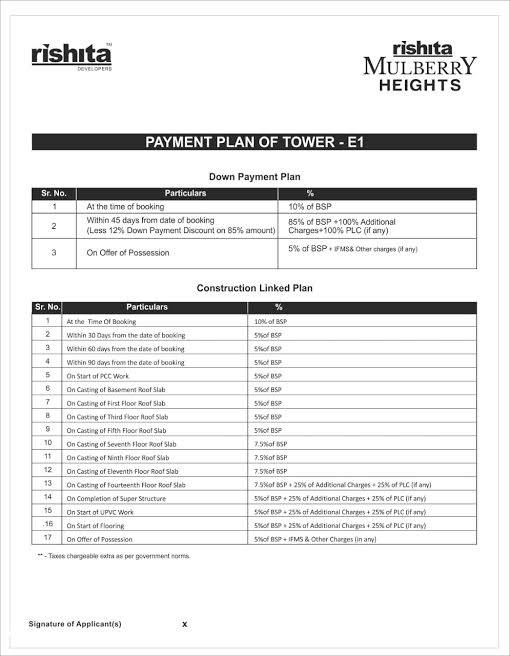 rishita™
DEVELOPERS
rishita
MULBERRY
HEIGHTS
PAYMENT PLAN OF TOWER - E1
Down Payment Plan
Sr. No. Particulars %
1 At the time of booking 10% of BSP
2 Within 45 days from date of booking 85% of BSP +100% Additional
(Less 12% Down Payment Discount on 85% amount) Charges+100% PLC (if any)
3 On Offer of Possession 5% of BSP + IFMS& Other charges (if any)
Construction Linked Plan
Sr. No. Particulars %
1 At the Time Of Booking 10% of BSP
2 Within 30 Days from the date of booking 5%of BSP
3 Within 60 days from the date of booking 5%of BSP
4 Within 90 days from the date of booking 5%of BSP
5 On Start of PCC Work 5%of BSP
6 On Casting of Basement Roof Slab 5%of BSP
7 On Casting of First Floor Roof Slab 5%of BSP
8 On Casting of Third Floor Roof Slab 5%of BSP
9 On Casting of Fifth Floor Roof Slab 5%of BSP
10 On Casting of Seventh Floor Roof Slab 7.5%of BSP
11 On Casting of Ninth Floor Roof Slab 7.5%of BSP
12 On Casting of Eleventh Floor Roof Slab 7.5%of BSP
13 On Casting of Fourteenth Floor Roof Slab 7.5%of BSP + 25% of Additional Charges + 25% of PLC (if any)
14 On Completion of Super Structure 5%of BSP + 25% of Additional Charges + 25% of PLC (if any)
15 On Start of UPVC Work 5%of BSP + 25% of Additional Charges + 25% of PLC (if any)
.16 On Start of Flooring 5%of BSP + 25% of Additional Charges + 25% of PLC (if any)
17 On Offer of Possession 5%of BSP + IFMS & Other Charges (in any)
** - Taxes chargeable extra as per government norms.
Signature of Applicant(s) x